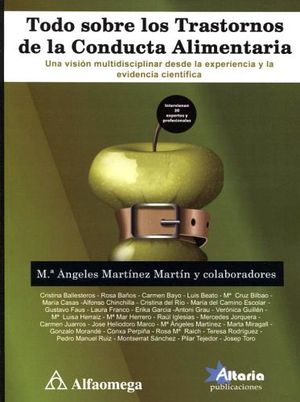 Todo sobre los Trastornos
de la Conducta Alimentaria
Una visión multidisciplinar desde la experiencia y la
evidencia científica
Intervienen
30
expertos y
profesionales
M.ª Ángeles Martínez Martín y colaboradores
Cristina Ballesteros - Rosa Baños - Carmen Bayo - Luis Beato - Mª Cruz Bilbao
- María Casas -Alfonso Chinchilla - Cristina del Río - María del Camino Escolar -
Gustavo Faus - Laura Franco - Erika García - Antoni Grau - Verónica Guillén -
Mª Luisa Herraiz - Mª Mar Herrero - Raúl Iglesias - Mercedes Jorquera -
Carmen Juarros - Jose Heliodoro Marco - Mª Ángeles Martínez - Marta Miragall -
Gonzalo Morandé - Conxa Perpiña - Rosa Mª Raich - Teresa Rodríguez -
Pedro Manuel Ruiz - Montserrat Sánchez - Pilar Tejedor - Josep Toro
Alfaomega
Altaria
publicaciones